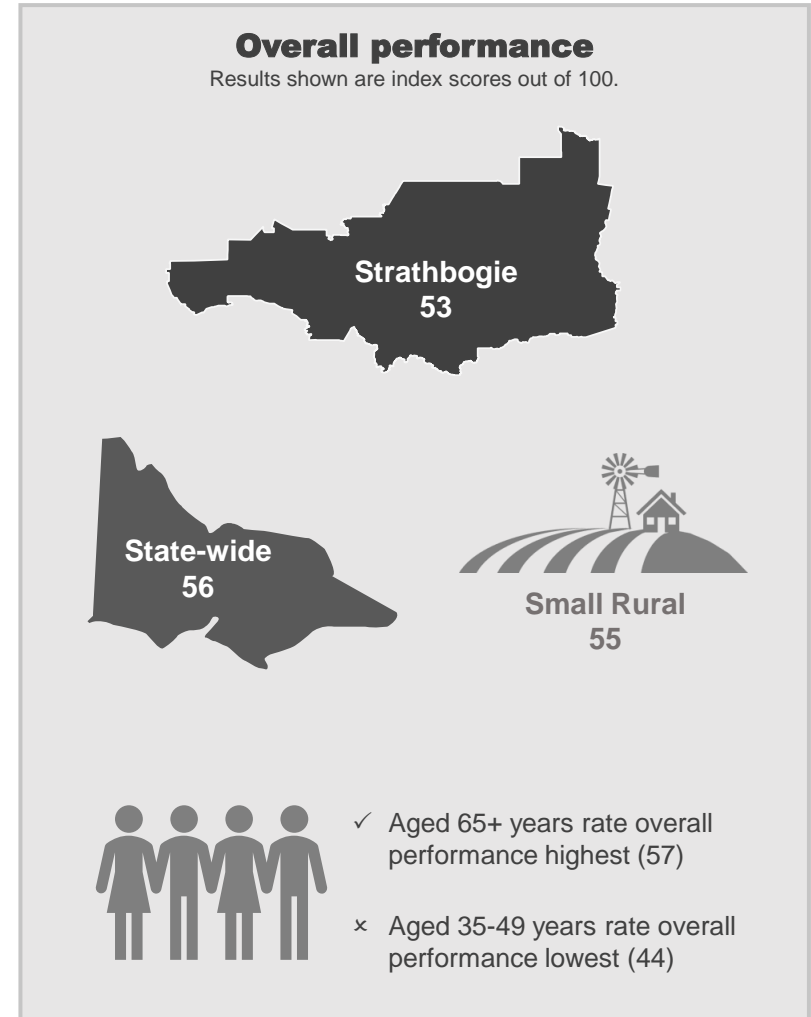 Overall performance
Results shown are index scores out of 100.
Strathbogie
53
State-wide
56
Small Rural
55
✓ Aged 65+ years rate overall
performance highest (57)
× Aged 35-49 years rate overall
performance lowest (44)